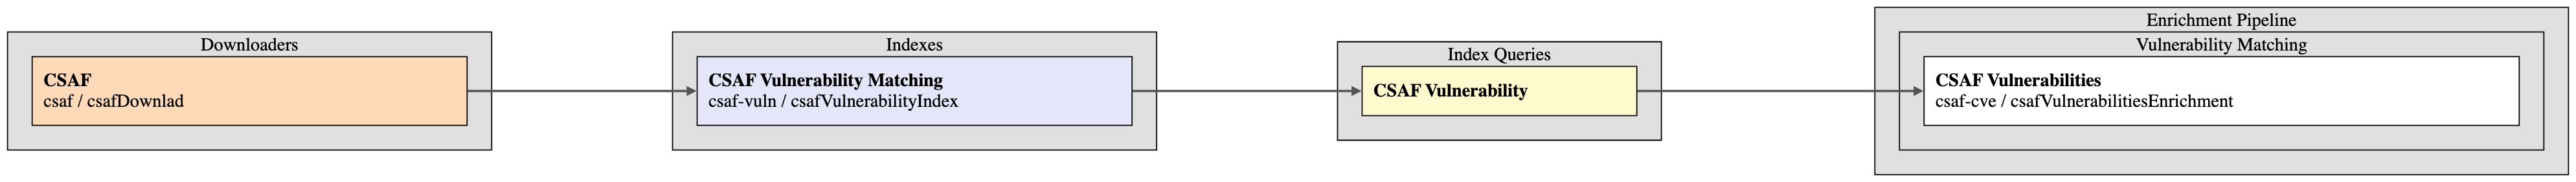 Downloaders
CSAF
csaf / csafDownlad
Indexes
CSAF Vulnerability Matching
csaf-vuln / csafVulnerabilityIndex
Index Queries
CSAF Vulnerability
Enrichment Pipeline
Vulnerability Matching
CSAF Vulnerabilities
csaf-cve / csafVulnerabilitiesEnrichment